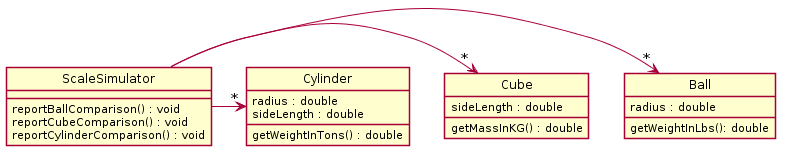 *
*
ScaleSimulator
reportBallComparison() : void
reportCubeComparison() : void
reportCylinderComparison() : void
*
Cylinder
radius : double
sideLength : double
getWeightInTons() : double
Cube
sideLength : double
getMassInKG() : double
Ball
radius : double
getWeightInLbs(): double